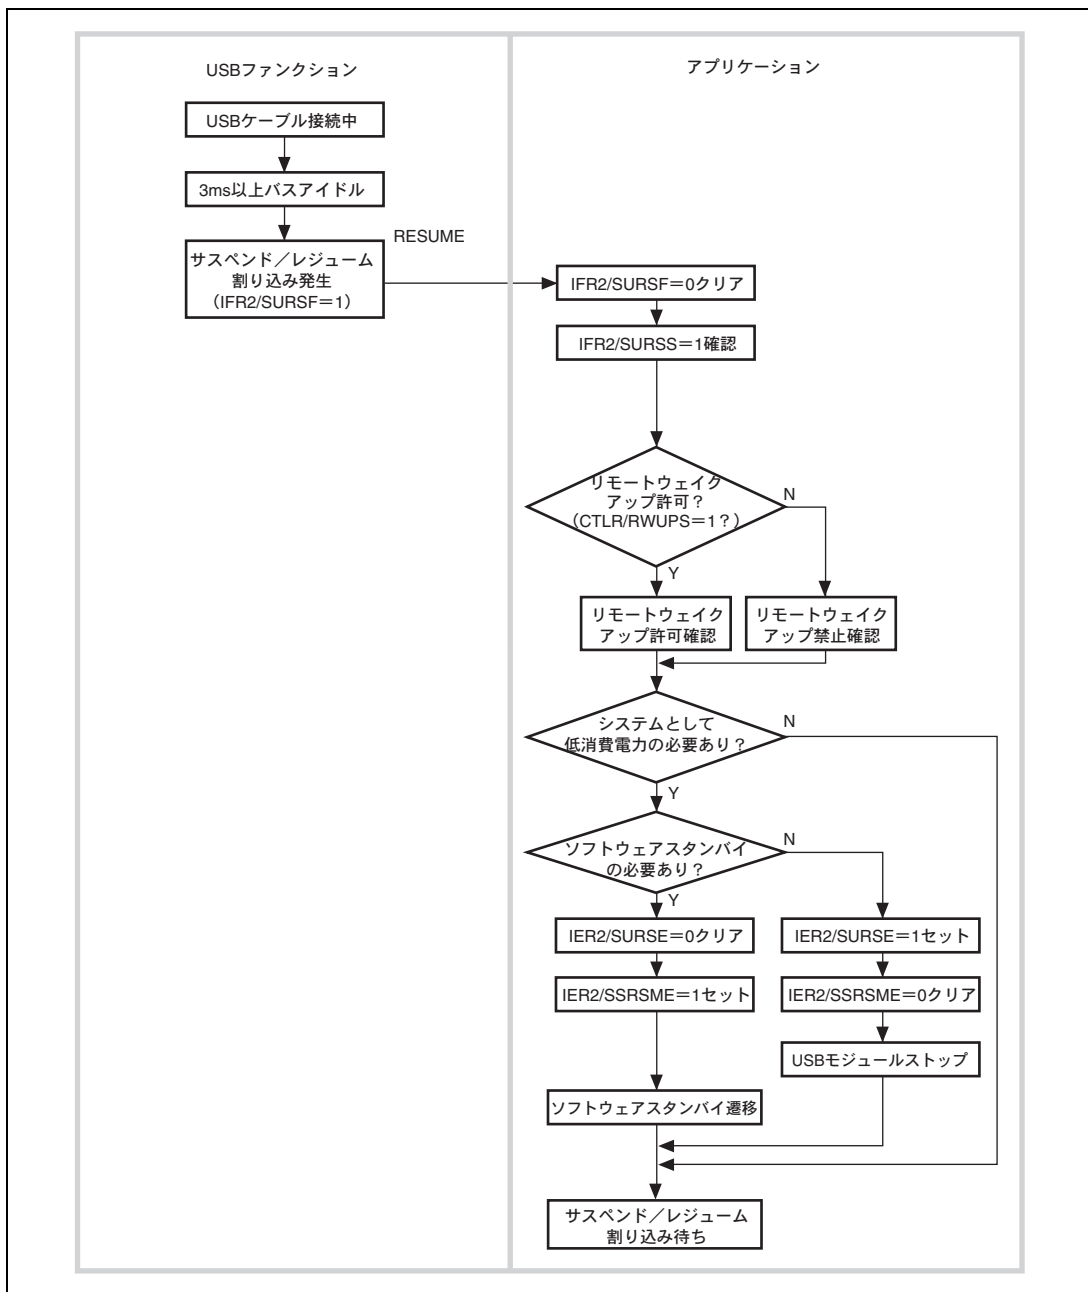 USBファンクション
アプリケーション
USBケーブル接続中
3ms以上バスアイドル
サスペンド／レジューム
割り込み発生
（IFR2/SURSF＝1）
RESUME
IFR2/SURSF＝0クリア
IFR2/SURSS＝1確認
リモートウェイク
アップ許可？
（CTLR/RWUPS＝1？）
N
Y
リモートウェイク
アップ許可確認
リモートウェイク
アップ禁止確認
システムとして
低消費電力の必要あり？
N
Y
ソフトウェアスタンバイ
の必要あり？
N
Y
IER2/SURSE＝0クリア
IER2/SURSE＝1セット
IER2/SSRSME＝1セット
IER2/SSRSME＝0クリア
USBモジュールストップ
ソフトウェアスタンバイ遷移
サスペンド／レジューム
割り込み待ち